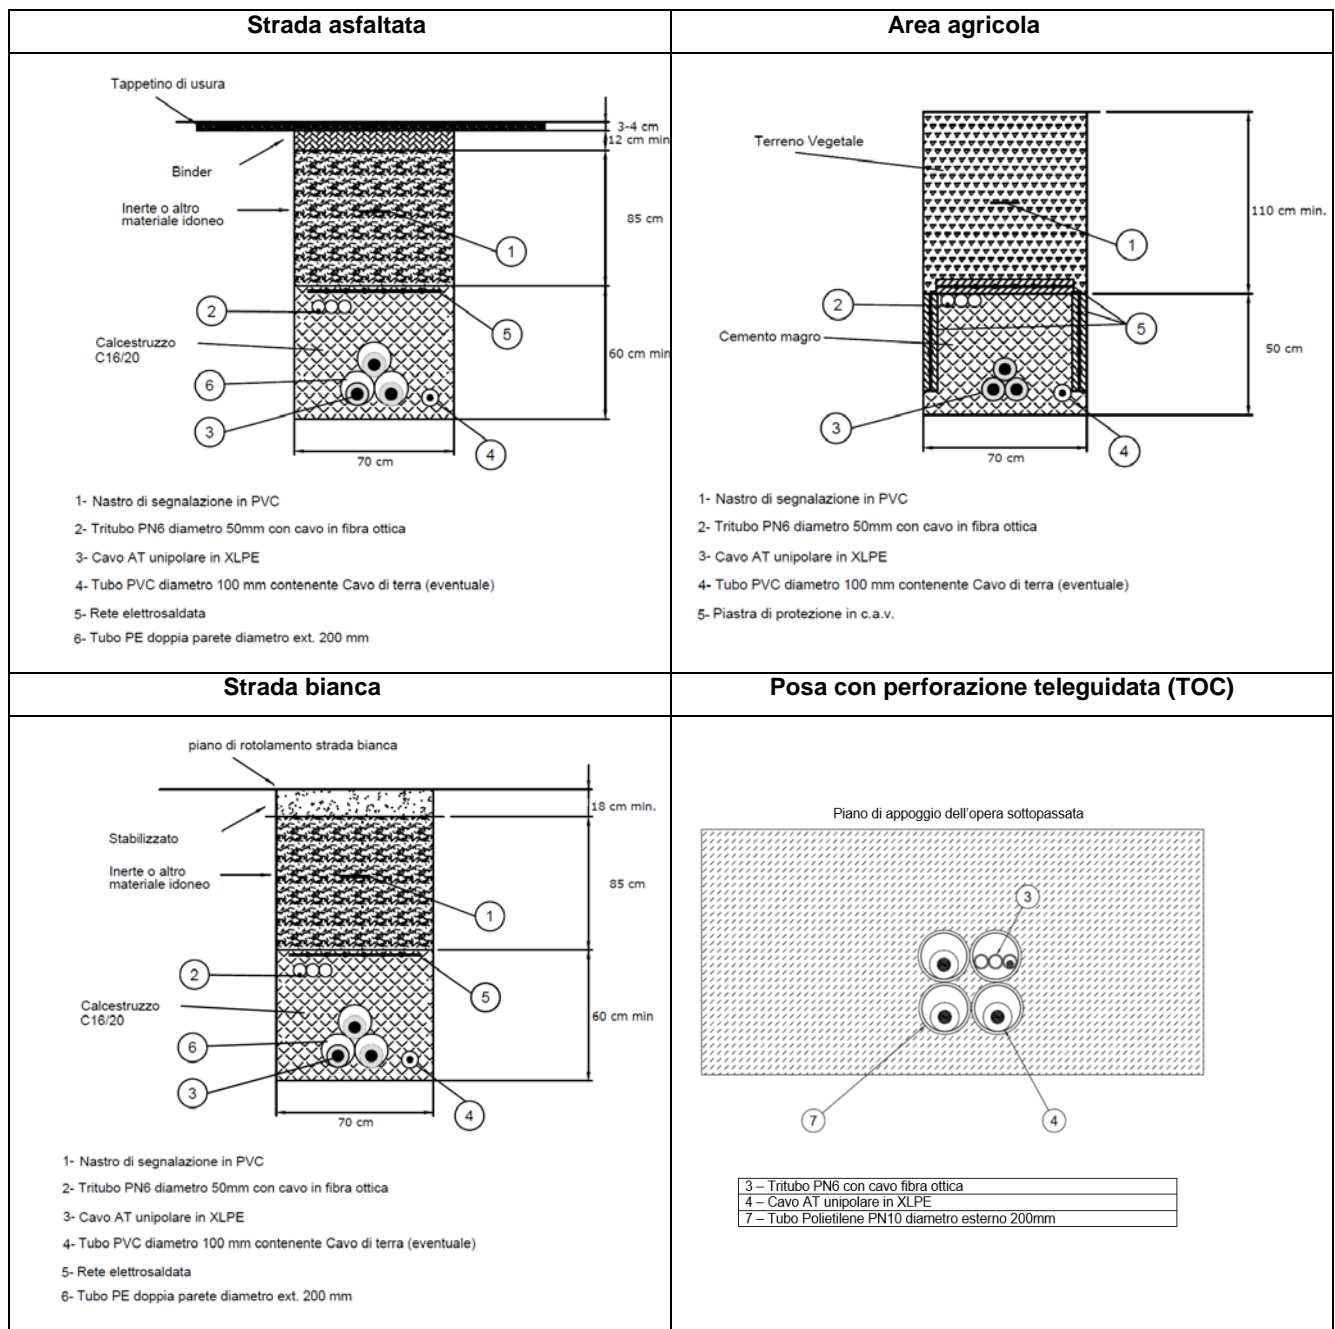 Strada asfaltata
Tappetino di usura
3-4 cm
12 cm min
Binder
Inerte o altro
materiale idoneo
85 cm
1
2
5
Calcestruzzo
C16/20
60 cm min
6
3
4
70 cm
1- Nastro di segnalazione in PVC
2- Tritubo PN6 diametro 50mm con cavo in fibra ottica
3- Cavo AT unipolare in XLPE
4- Tubo PVC diametro 100 mm contenente Cavo di terra (eventuale)
5- Rete elettrosaldata
6- Tubo PE doppia parete diametro ext. 200 mm
Area agricola
Terreno Vegetale
110 cm min.
1
2
5
Cemento magro
50 cm
3
4
70 cm
1- Nastro di segnalazione in PVC
2- Tritubo PN6 diametro 50mm con cavo in fibra ottica
3- Cavo AT unipolare in XLPE
4- Tubo PVC diametro 100 mm contenente Cavo di terra (eventuale)
5- Piastra di protezione in c.a.v.
Strada bianca
piano di rotolamento strada bianca
18 cm min.
Stabilizzato
Inerte o altro
materiale idoneo
85 cm
1
2
5
Calcestruzzo
C16/20
60 cm min
6
3
4
70 cm
1- Nastro di segnalazione in PVC
2- Tritubo PN6 diametro 50mm con cavo in fibra ottica
3- Cavo AT unipolare in XLPE
4- Tubo PVC diametro 100 mm contenente Cavo di terra (eventuale)
5- Rete elettrosaldata
6- Tubo PE doppia parete diametro ext. 200 mm
Posa con perforazione teleguidata (TOC)
Piano di appoggio dell'opera sottopassata
3
7
4
3 – Tritubo PN6 con cavo fibra ottica
4 – Cavo AT unipolare in XLPE
7 – Tubo Polietilene PN10 diametro esterno 200mm